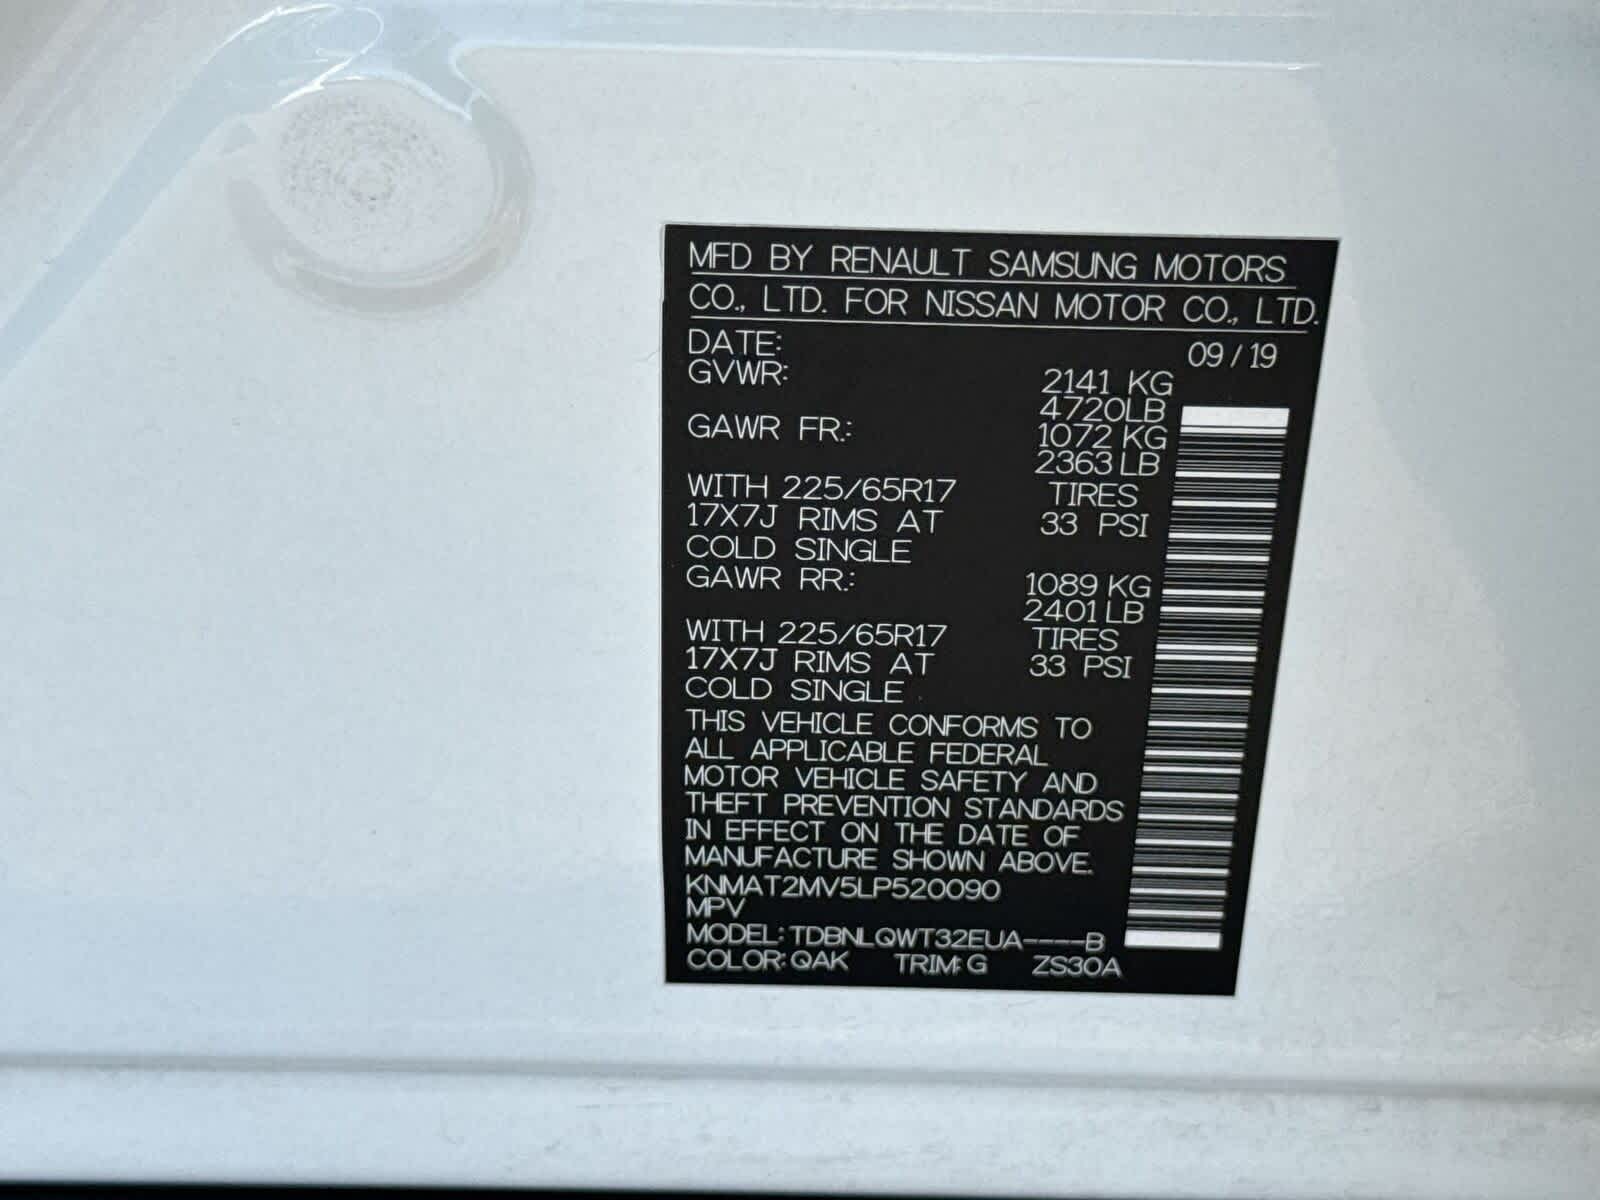 MFD BY RENAULT SAMSUNG MOTORS
CO., LTD. FOR NISSAN MOTOR CO., LTD.
DATE: 09 / 19
GVWR: 2141 KG
4720LB
GAWR FR.: 1072 KG
2363 LB
WITH 225/65R17 TIRES
17X7J RIMS AT 33 PSI
COLD SINGLE
GAWR RR.: 1089 KG
2401 LB
WITH 225/65R17 TIRES
17X7J RIMS AT 33 PSI
COLD SINGLE
THIS VEHICLE CONFORMS TO
ALL APPLICABLE FEDERAL
MOTOR VEHICLE SAFETY AND
THEFT PREVENTION STANDARDS
IN EFFECT ON THE DATE OF
MANUFACTURE SHOWN ABOVE.
KNMAT2MV5LP520090
MPV
MODEL: TDBNLQWT32EUA----B
COLOR: QAK TRIM: G ZS30A